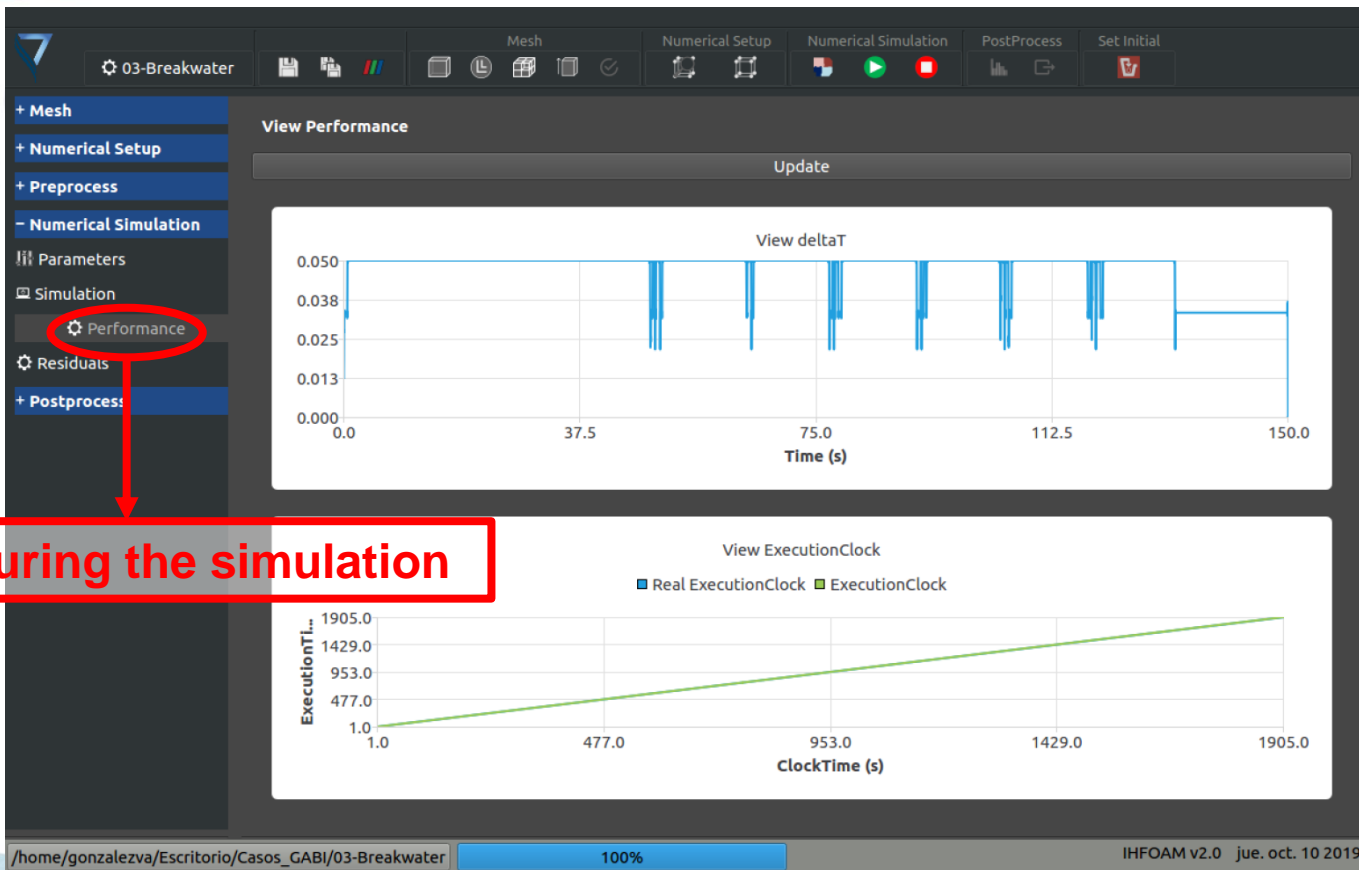 Mesh Numerical Setup Numerical Simulation PostProcess Set Initial
03-Breakwater
+ Mesh
+ Numerical Setup
+ Preprocess
− Numerical Simulation
Parameters
Simulation
Performance
Residuals
+ Postprocess
View Performance
Update
View deltaT
0.050
0.038
0.025
0.013
0.000
0.0 37.5 75.0 112.5 150.0
Time (s)
uring the simulation
View ExecutionClock
Real ExecutionClock ExecutionClock
ExecutionTi...
1905.0
1429.0
953.0
477.0
1.0
1.0 477.0 953.0 1429.0 1905.0
ClockTime (s)
/home/gonzalezva/Escritorio/Casos_GABI/03-Breakwater 100% IHFOAM v2.0 jue. oct. 10 2019